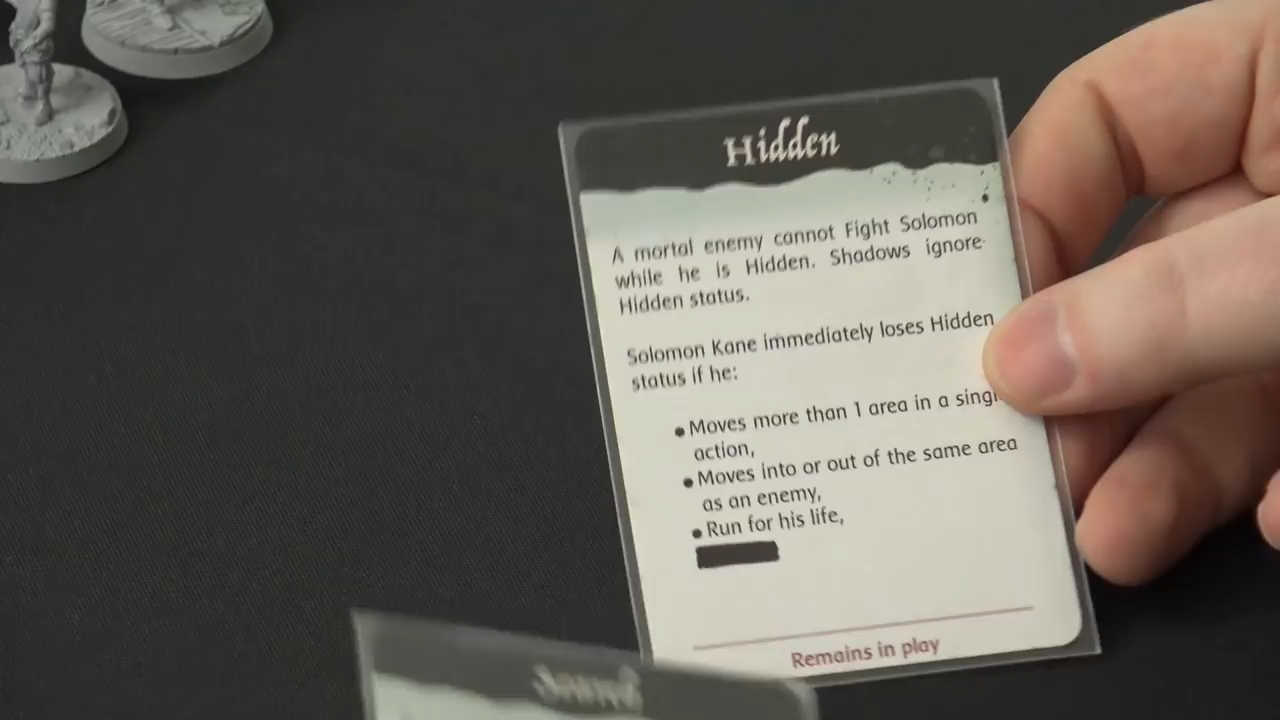 Hidden
A mortal enemy cannot Fight Solomon
while he is Hidden. Shadows ignore
Hidden status.
Solomon Kane immediately loses Hidden
status if he:
• Moves more than 1 area in a
action,
• Moves into or out of the same area
as an enemy,
• Run for his life,
Remains in play